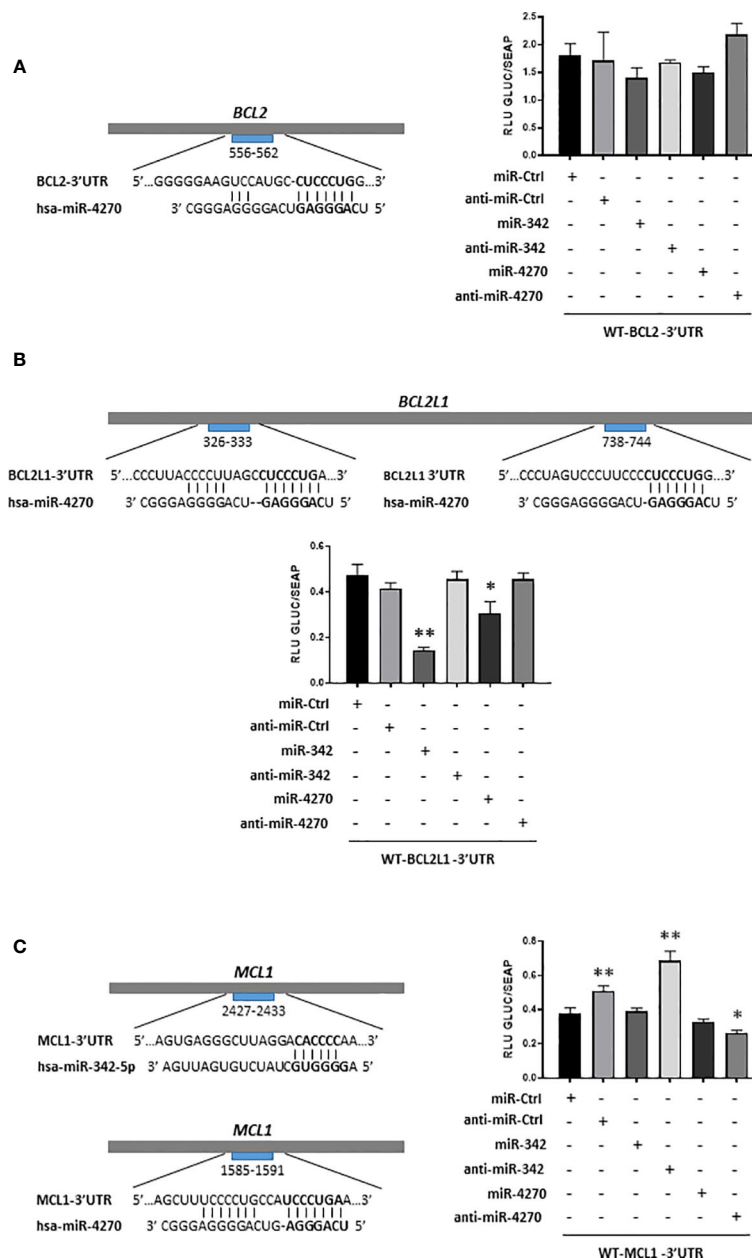 A
BCL2
556-562
BCL2-3'UTR 5'...GGGGGAAGUCCAUGC-CUCCCUGG...3'
hsa-miR-4270 3' CGGGAGGGGACUGAGGGACU 5'
RLU GLUC/SEAP
2.5
2.0
1.5
1.0
0.5
0.0
miR-Ctrl + - - - - -
anti-miR-Ctrl - + - - - -
miR-342 - - + - - -
anti-miR-342 - - - + - -
miR-4270 - - - - + -
anti-miR-4270 - - - - - +
WT-BCL2-3'UTR
B
BCL2L1
326-333
738-744
BCL2L1-3'UTR 5'...CCCUUACCCCUUAGCCUCCCUGA...3'
hsa-miR-4270 3' CGGGAGGGGACU--GAGGGACU 5'
BCL2L1 3'UTR 5'...CCCUAGUCCCUUCCCCUCCCUGG...3'
hsa-miR-4270 3' CGGGAGGGGACU-GAGGGACU 5'
RLU GLUC/SEAP
0.6
0.4
0.2
0.0
**
*
miR-Ctrl + - - - - -
anti-miR-Ctrl - + - - - -
miR-342 - - + - - -
anti-miR-342 - - - + - -
miR-4270 - - - - + -
anti-miR-4270 - - - - - +
WT-BCL2L1-3'UTR
C
MCL1
2427-2433
MCL1-3'UTR 5'...AGUGAGGGCUUAGGACACCCCAA...3'
hsa-miR-342-5p 3' AGUUAGUGUCUAUCGUGGGGA 5'
MCL1
1585-1591
MCL1-3'UTR 5'...AGCUUUCCCCUGCCAUCCCUGAA...3'
hsa-miR-4270 3' CGGGAGGGGACUG-AGGGACU 5'
RLU GLUC/SEAP
0.8
0.6
0.4
0.2
0.0
**
**
*
miR-Ctrl + - - - - -
anti-miR-Ctrl - + - - - -
miR-342 - - + - - -
anti-miR-342 - - - + - -
miR-4270 - - - - + -
anti-miR-4270 - - - - - +
WT-MCL1-3'UTR